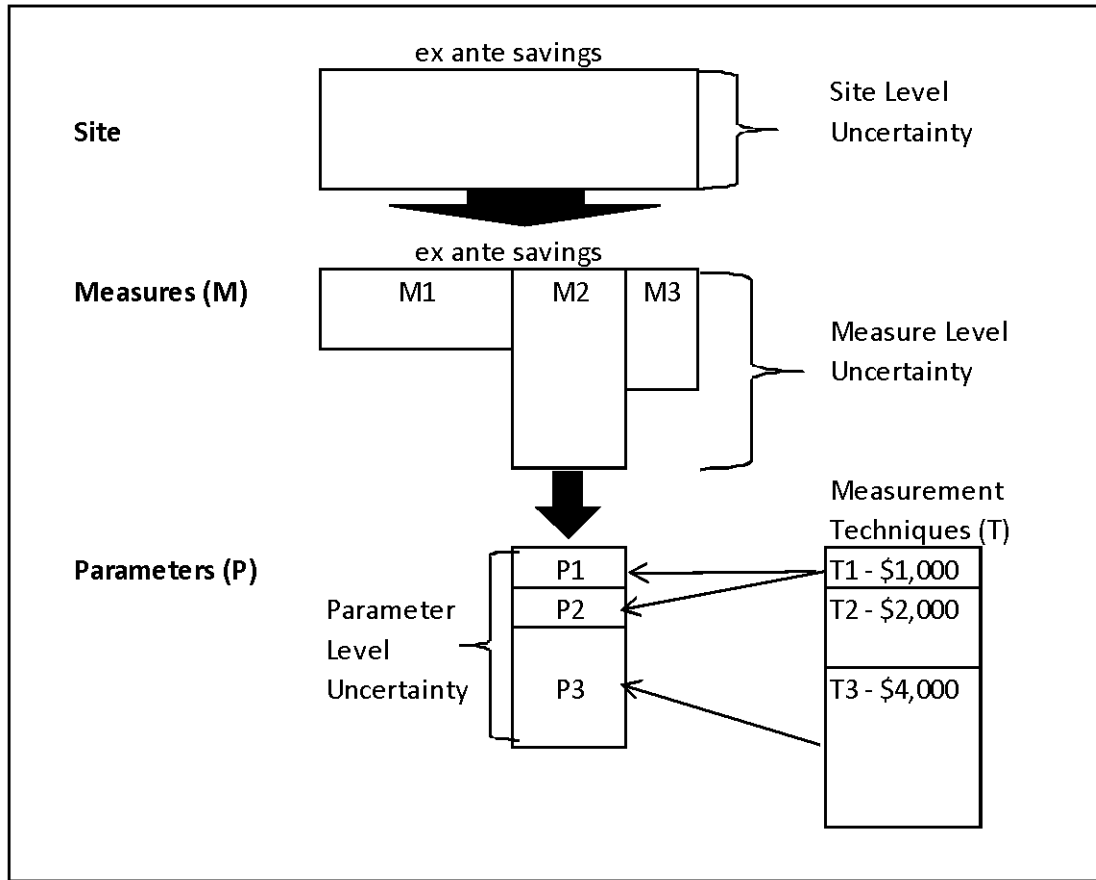 ex ante savings
Site
Site Level
Uncertainty
ex ante savings
Measures (M)
M1
M2
M3
Measure Level
Uncertainty
Measurement
Techniques (T)
Parameters (P)
P1
P2
P3
Parameter
Level
Uncertainty
T1 - $1,000
T2 - $2,000
T3 - $4,000